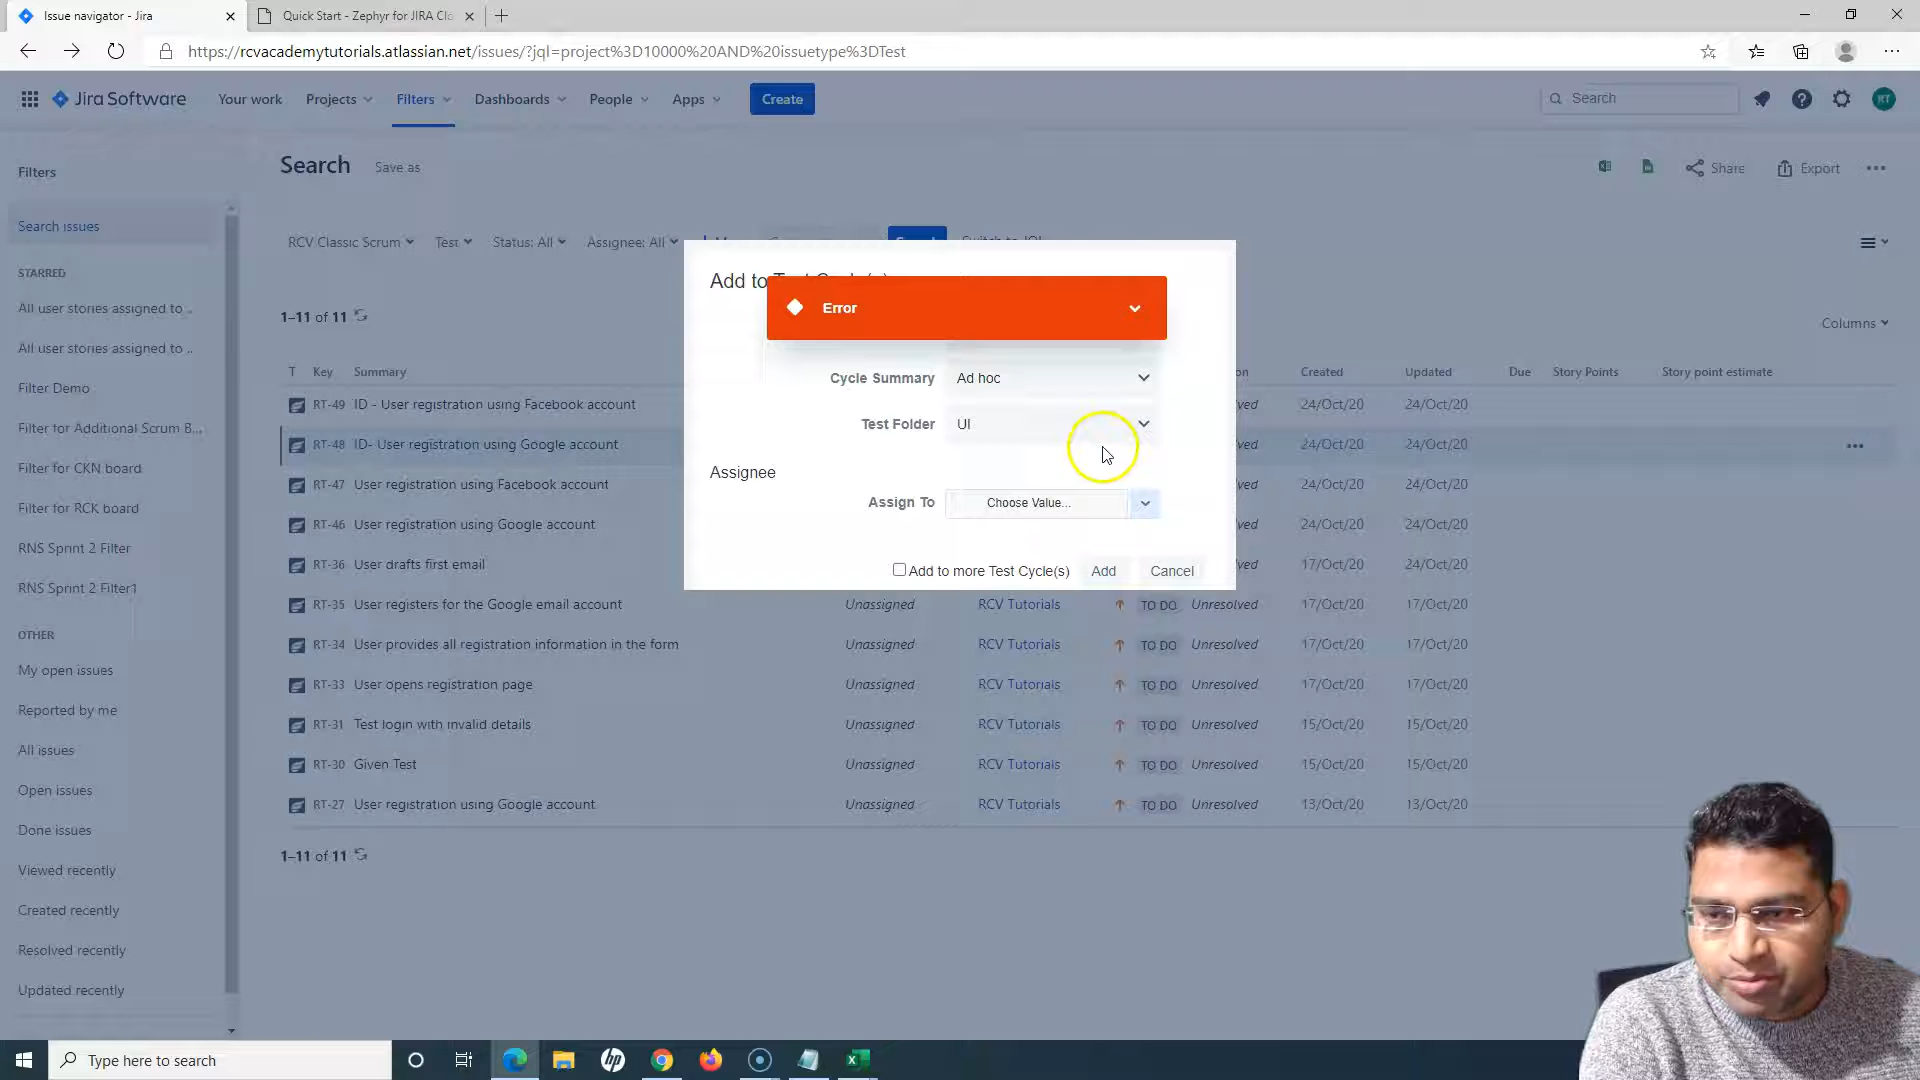 Issue navigator - Jira
Quick Start - Zephyr for JIRA Clo
https://rcvacademytutorials.atlassian.net/issues/?jql=project%3D10000%20AND%20issuetype%3DTest
Jira Software
Your work
Projects
Filters
Dashboards
People
Apps
Create
Search
RT
Filters
Search
Save as
Share
Export
Search issues
RCV Classic Scrum
Test
Status: All
Assignee: All
STARRED
All user stories assigned to ..
All user stories assigned to ..
Filter Demo
Filter for Additional Scrum B...
Filter for CKN board
Filter for RCK board
RNS Sprint 2 Filter
RNS Sprint 2 Filter1
OTHER
My open issues
Reported by me
All issues
Open issues
Done issues
Viewed recently
Created recently
Resolved recently
Updated recently
1–11 of 11
Columns
T Key Summary
Created Updated Due Story Points Story point estimate
RT-49 ID - User registration using Facebook account
24/Oct/20 24/Oct/20
RT-48 ID- User registration using Google account
24/Oct/20 24/Oct/20
RT-47 User registration using Facebook account
24/Oct/20 24/Oct/20
RT-46 User registration using Google account
24/Oct/20 24/Oct/20
RT-36 User drafts first email
17/Oct/20 24/Oct/20
RT-35 User registers for the Google email account Unassigned RCV Tutorials TO DO Unresolved 17/Oct/20 17/Oct/20
RT-34 User provides all registration information in the form Unassigned RCV Tutorials TO DO Unresolved 17/Oct/20 17/Oct/20
RT-33 User opens registration page Unassigned RCV Tutorials TO DO Unresolved 17/Oct/20 17/Oct/20
RT-31 Test login with invalid details Unassigned RCV Tutorials TO DO Unresolved 15/Oct/20 15/Oct/20
RT-30 Given Test Unassigned RCV Tutorials TO DO Unresolved 15/Oct/20 15/Oct/20
RT-27 User registration using Google account Unassigned RCV Tutorials TO DO Unresolved 13/Oct/20 13/Oct/20
1–11 of 11
Add to
Error
Cycle Summary
Ad hoc
Test Folder
UI
Assignee
Assign To
Choose Value...
Add to more Test Cycle(s)
Add
Cancel
Type here to search